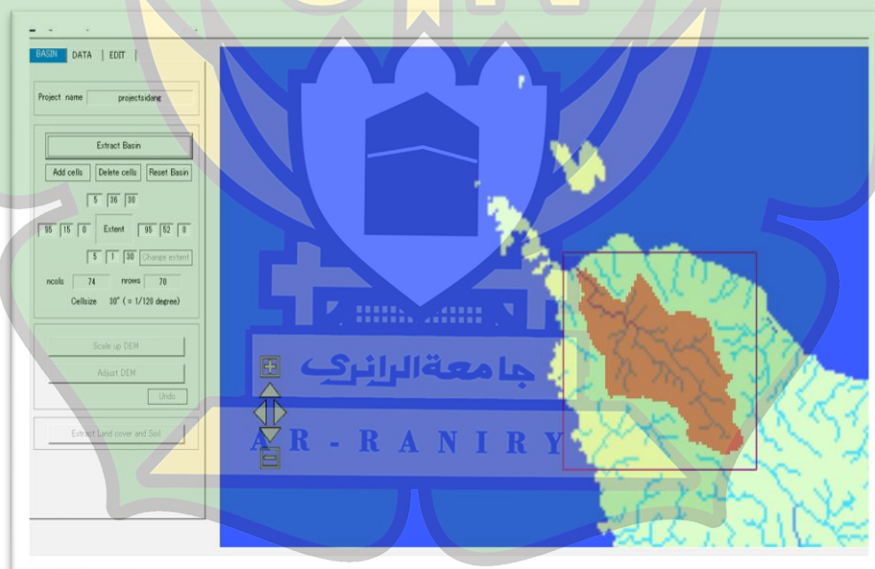 BASIN DATA EDIT
Project name projectsidang
Extract Basin
Add cells Delete cells Reset Basin
5 36 30
95 15 0 Extent 95 52 0
5 1 30 Change extent
ncols 74 nrows 70
Cellsize 30" ( = 1/120 degree)
Scale up DEM
Adjust DEM
Undo
Extract Land cover and Soil
جامعة الرانري
AR-RANIRY